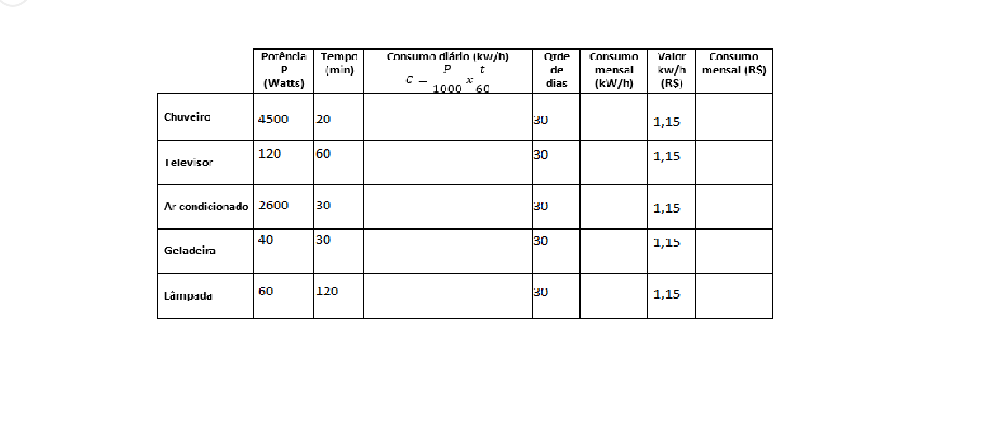 Potência P (Watts)
Tempo (min)
Consumo diário (kw/h)
C = P/1000 x t/60
Qtde de dias
Consumo mensal (kW/h)
Valor kw/h (R$)
Consumo mensal (R$)
Chuveiro 4500 20 30 1,15
Televisor 120 60 30 1,15
Ar condicionado 2600 30 30 1,15
Geladeira 40 30 30 1,15
Lâmpada 60 120 30 1,15